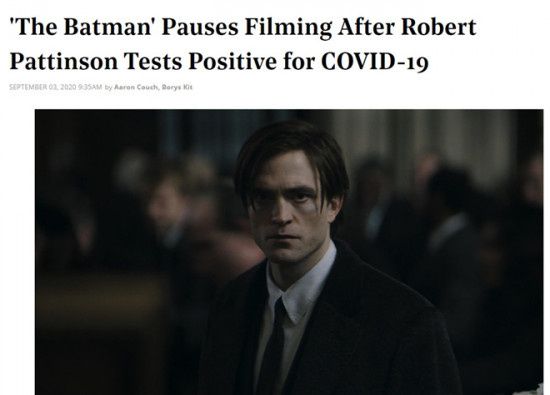 'The Batman' Pauses Filming After Robert
Pattinson Tests Positive for COVID-19
SEPTEMBER 03, 2020 9:35AM by Aaron Couch, Borys Kit